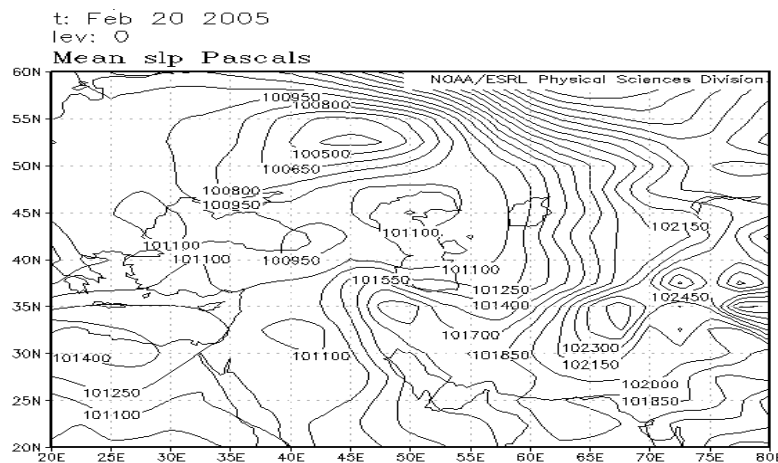 t: Feb 20 2005
lev: 0
Mean slp Pascals
NOAA/ESRL Physical Sciences Division
60N
100950
100800
55N
100500
100650
50N
100800
100950
45N
101100
102150
101100
101100
100950
40N
101100
101550
101250
102450
35N
101400
101700
102300
101400
101100
101850
102150
30N
102000
101250
101850
25N
101100
20N
20E 25E 30E 35E 40E 45E 50E 55E 60E 65E 70E 75E 80E